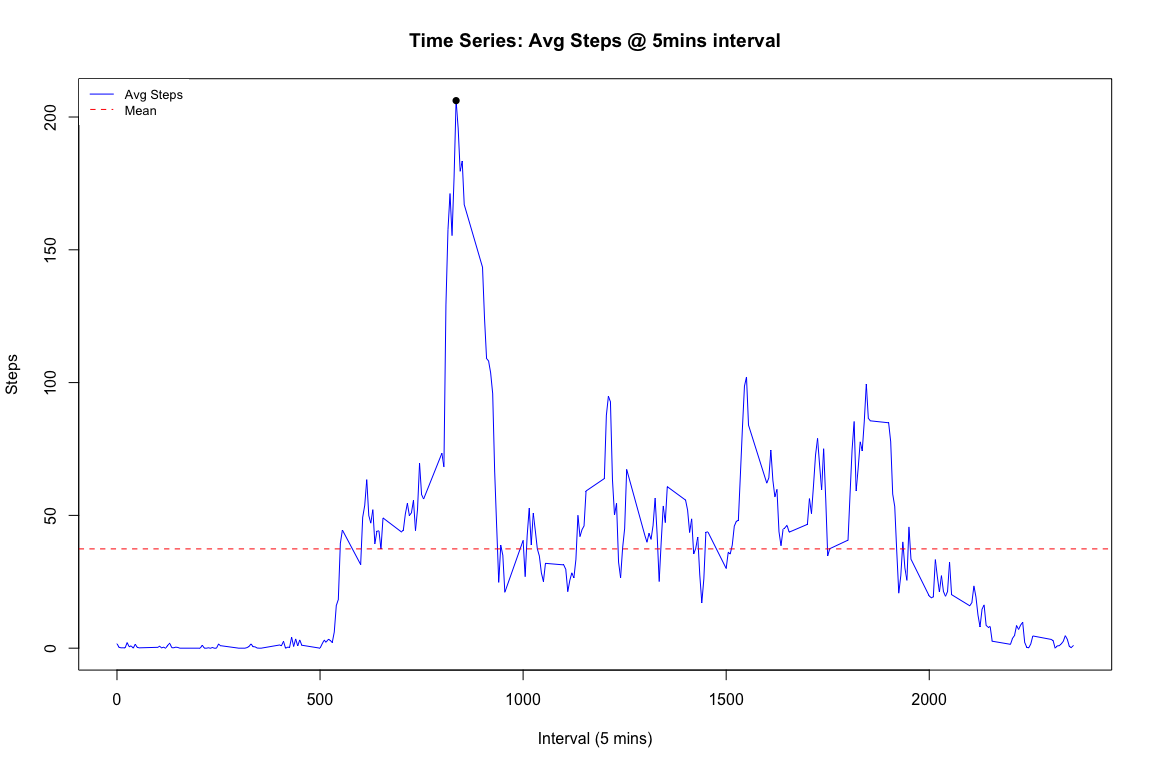 Time Series: Avg Steps @ 5mins interval
Avg Steps
Mean
200
150
100
50
0
Steps
0 500 1000 1500 2000
Interval (5 mins)